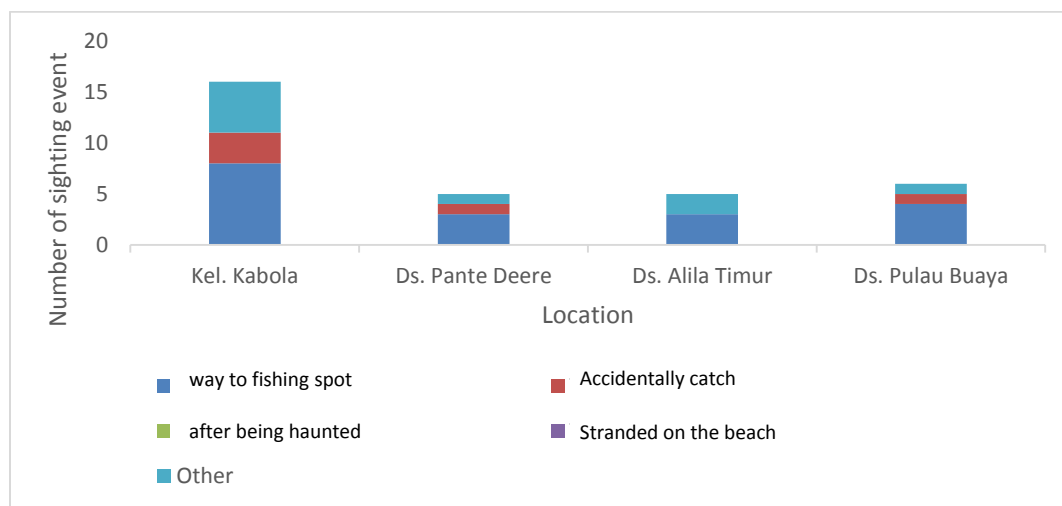 Number of sighting event
20
15
10
5
0
Kel. Kabola
Ds. Pante Deere
Ds. Alila Timur
Ds. Pulau Buaya
Location
way to fishing spot
Accidentally catch
after being haunted
Stranded on the beach
Other